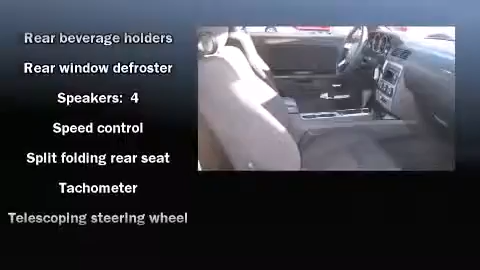 Rear beverage holders
Rear window defroster
Speakers:  4
Speed control
Split folding rear seat
Tachometer
Telescoping steering wheel